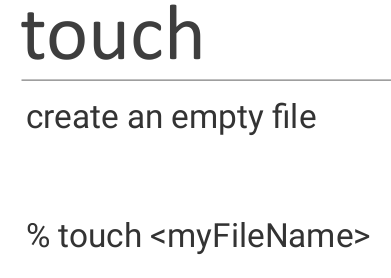 touch
create an empty file
% touch <myFileName>